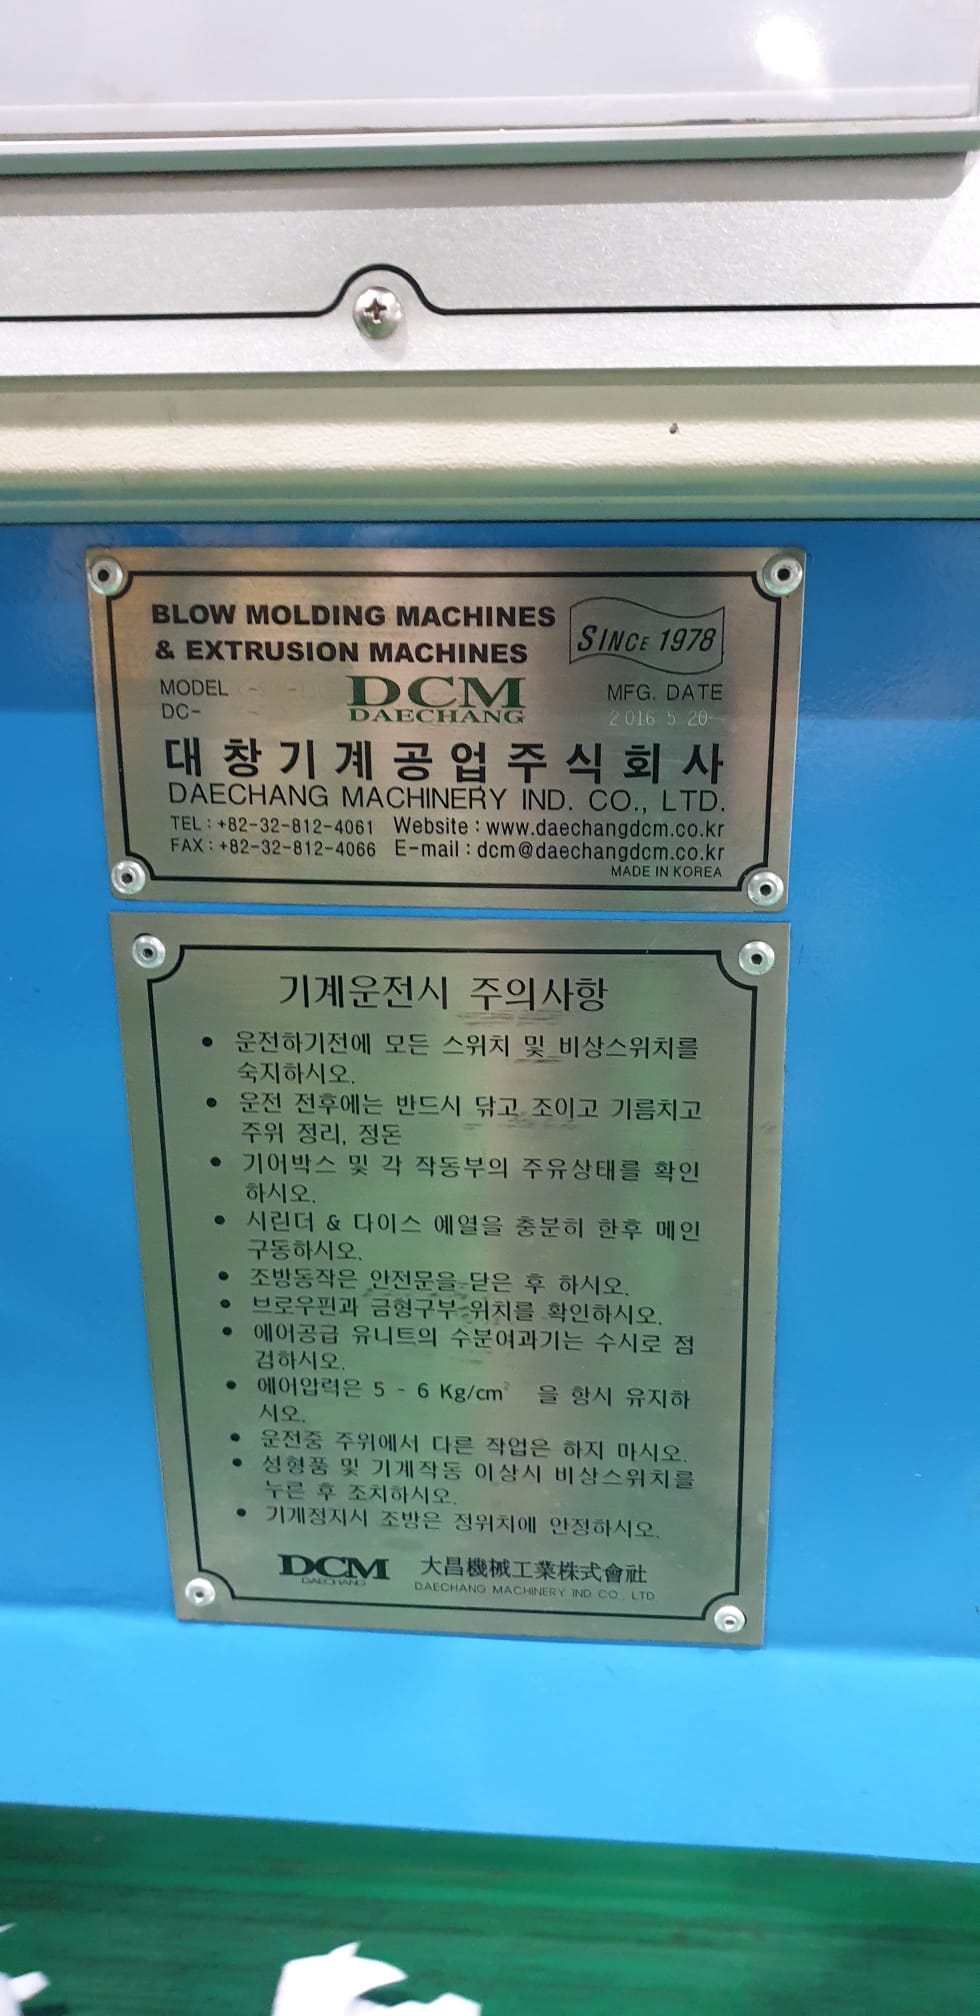 BLOW MOLDING MACHINES
& EXTRUSION MACHINES
SINCE 1978
MODEL
DC-
DCM
DAECHANG
MFG. DATE
2016 5 20
대창기계공업주식회사
DAECHANG MACHINERY IND. CO., LTD.
TEL : +82-32-812-4061 Website : www.daechangdcm.co.kr
FAX : +82-32-812-4066 E-mail : dcm@daechangdcm.co.kr
MADE IN KOREA
기계운전시 주의사항
• 운전하기전에 모든 스위치 및 비상스위치를
숙지하시오.
• 운전 전후에는 반드시 닦고 조이고 기름치고
주위 정리, 정돈
• 기어박스 및 각 작동부의 주유상태를 확인
하시오.
• 시린더 & 다이스 예열을 충분히 한후 메인
구동하시오.
• 조방동작은 안전문을 닫은 후 하시오.
• 브로우핀과 금형구부 위치를 확인하시오.
• 에어공급 유니트의 수분여과기는 수시로 점
검하시오.
• 에어압력은 5 - 6 Kg/cm² 을 항시 유지하
시오.
• 운전중 주위에서 다른 작업은 하지 마시오.
• 성형품 및 기계작동 이상시 비상스위치를
누른 후 조치하시오.
• 기계정지시 조방은 정위치에 안정하시오.
DCM 大昌機械工業株式會社
DAECHANG DAECHANG MACHINERY IND CO., LTD